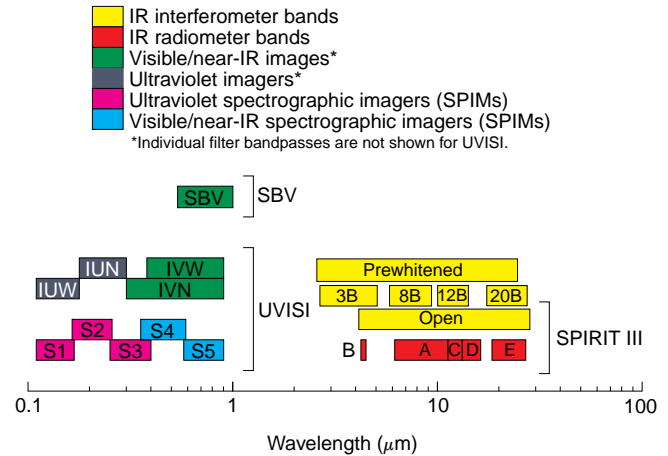 IR interferometer bands
IR radiometer bands
Visible/near-IR images*
Ultraviolet imagers*
Ultraviolet spectrographic imagers (SPIMs)
Visible/near-IR spectrographic imagers (SPIMs)
*Individual filter bandpasses are not shown for UVISI.
SBV
SBV
IUN
IVW
IUW
IVN
UVISI
S2
S4
S1
S3
S5
Prewhitened
3B
8B
12B
20B
Open
SPIRIT III
B
A
C
D
E
0.1
1
10
100
Wavelength (μm)